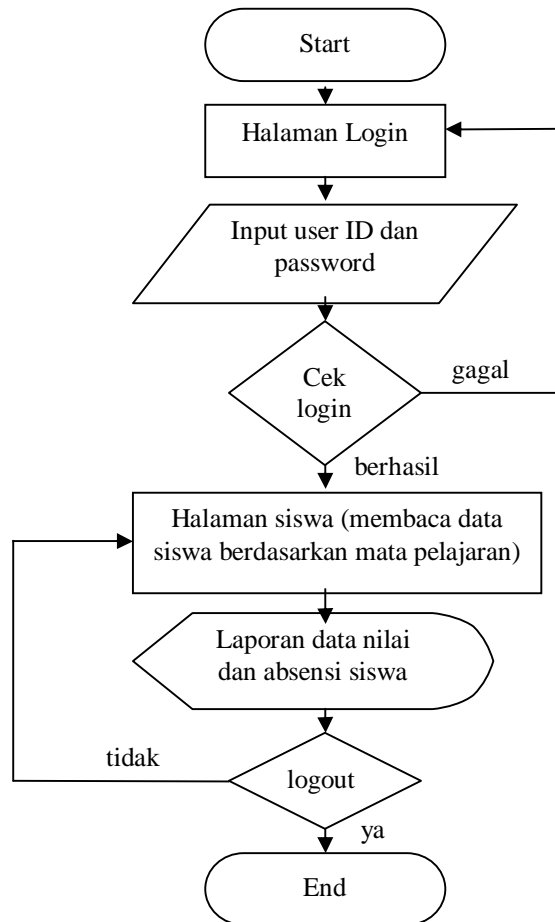 Start
Halaman Login
Input user ID dan
password
Cek
login
gagal
berhasil
Halaman siswa (membaca data
siswa berdasarkan mata pelajaran)
Laporan data nilai
dan absensi siswa
tidak
logout
ya
End